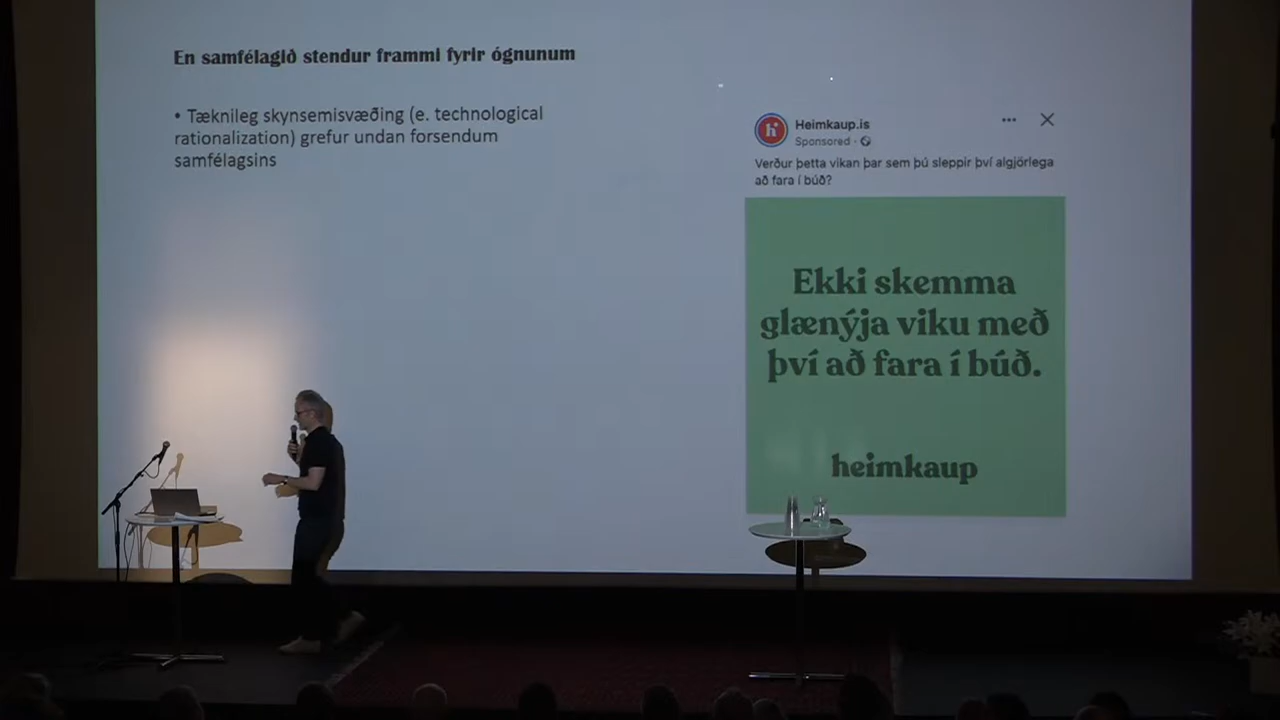 En samfélagið stendur frammi fyrir ógnunum
• Tæknileg skynsemisvæðing (e. technological
rationalization) grefur undan forsendum
samfélagsins
Heimkaup.is
Sponsored ·
Verður þetta vikan þar sem þú sleppir því algjörlega
að fara í búð?
Ekki skemma
glænýja viku með
því að fara í búð.
heimkaup